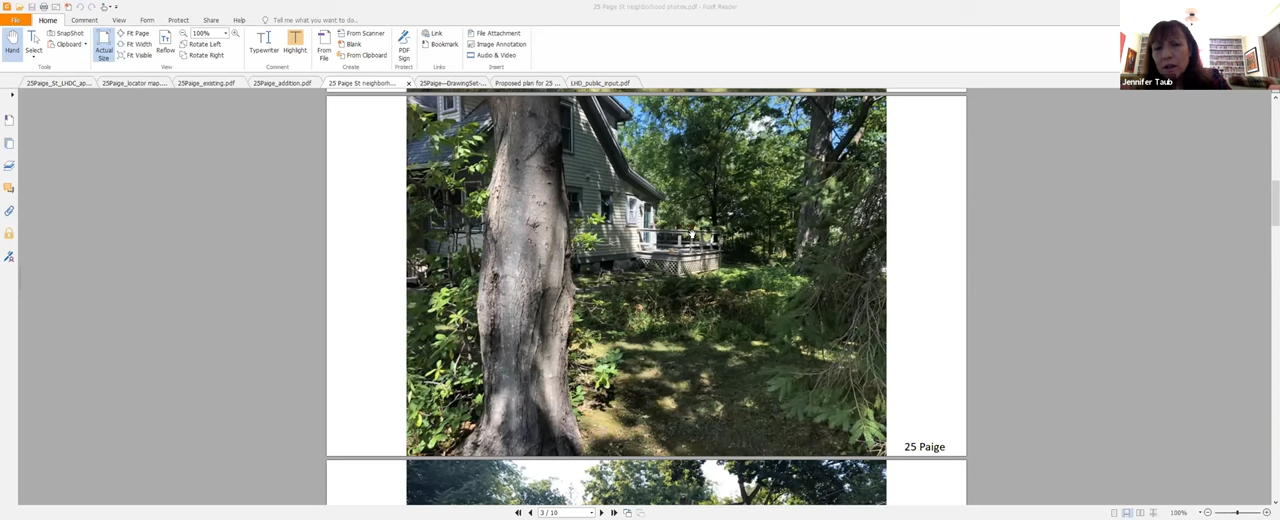 25 Paige St neighborhood photos.pdf - Foxit Reader
File Home Comment View Form Protect Share Help Tell me what you want to do...
Hand
Select
SnapShot
Clipboard
Actual Size
Fit Page
Fit Width
Fit Visible
Reflow
100%
Rotate Left
Rotate Right
Typewriter
Highlight
From File
From Scanner
Blank
From Clipboard
PDF Sign
Link
Bookmark
File Attachment
Image Annotation
Audio & Video
Tools View Comment Create Protect Links Insert
25Paige_St_LHDC_ap... 25Paige_locator map.... 25Paige_existing.pdf 25Paige_addition.pdf 25 Paige St neighborh... 25Paige—DrawingSet-... Proposed plan for 25 ... LHD_public_input.pdf
Jennifer Taub
25 Paige
3 / 10
100%